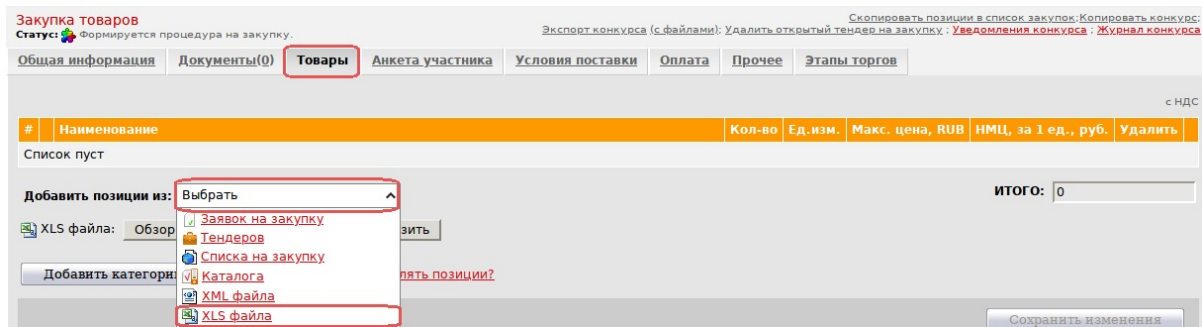 Закупка товаров
Скопировать позиции в список закупок;Копировать конкурс;
Статус: Формируется процедура на закупку.
Экспорт конкурса (с файлами); Удалить открытый тендер на закупку ; Уведомления конкурса ; Журнал конкурса
Общая информация Документы(0) Товары Анкета участника Условия поставки Оплата Прочее Этапы торгов
с НДС
# Наименование Кол-во Ед.изм. Макс. цена, RUB НМЦ, за 1 ед., руб. Удалить
Список пуст
Добавить позиции из: Выбрать ИТОГО: 0
Заявок на закупку
XLS файла: Обзор зить
Тендеров
Списка на закупку
Добавить категори лять позиции?
Каталога
XML файла
XLS файла
Сохранить изменения